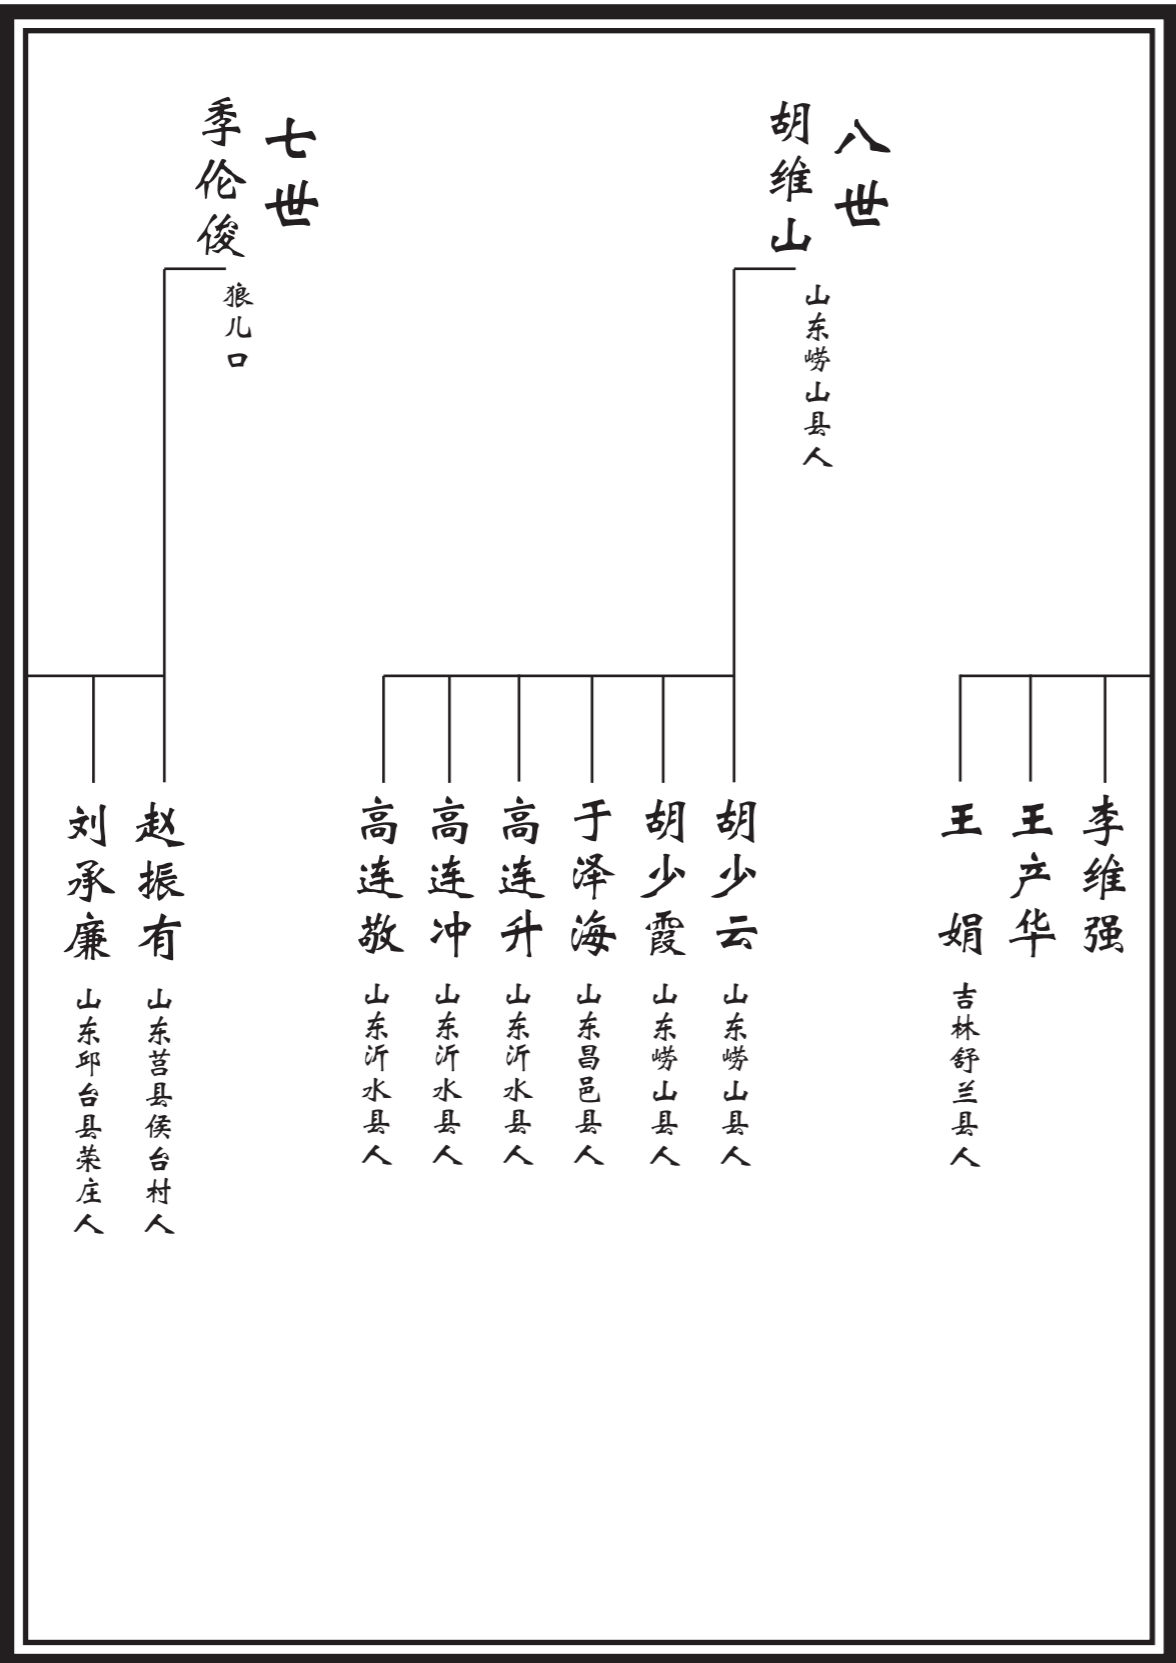 八世
胡维山
山东崂山县人
七世
季伦俊
狼儿口
李维强
王产华
王娟
吉林舒兰县人
胡少云
山东崂山县人
胡少霞
山东崂山县人
于泽海
山东昌邑县人
高连升
山东沂水县人
高连冲
山东沂水县人
高连敬
山东沂水县人
赵振有
山东莒县侯台村人
刘承廉
山东邱台县荣庄人